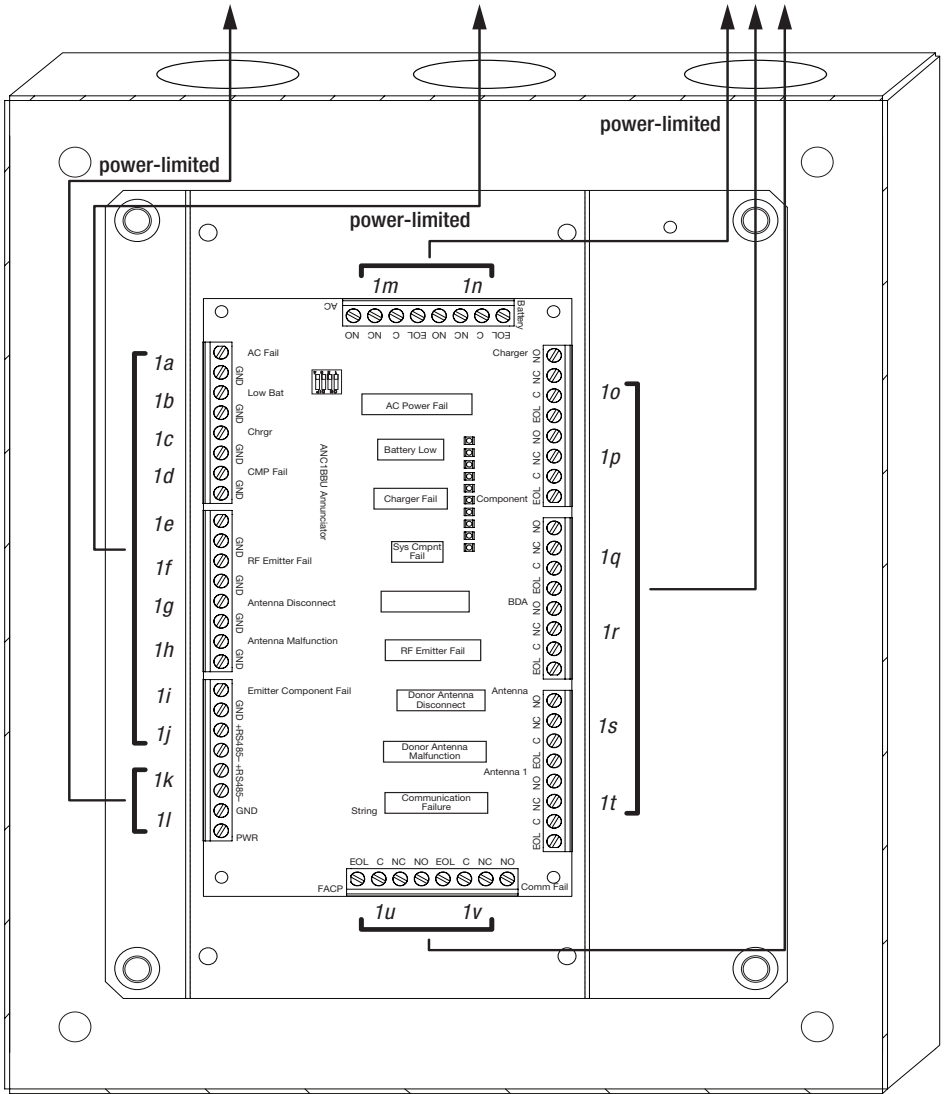 power-limited
power-limited
power-limited
1m 1n
AC
Battery
NO NC C EOL NO NC C EOL
1a
1b
1c
1d
1e
1f
1g
1h
1i
1j
1k
1l
AC Fail
GND
Low Bat
GND
Chrgr
GND
CMP Fail
GND
GND
RF Emitter Fail
GND
Antenna Disconnect
GND
Antenna Malfunction
GND
Emitter Component Fail
GND +RS485– +RS485–
GND
PWR
ANC1BBU Annunciator
AC Power Fail
Battery Low
Charger Fail
Sys Cmpnt
Fail
RF Emitter Fail
Donor Antenna
Disconnect
Donor Antenna
Malfunction
Communication
Failure
String
Charger
Component
BDA
Antenna
Antenna 1
NO NC C EOL NO NC C EOL
NO NC C EOL NO NC C EOL
NO NC C EOL NO NC C EOL
1o
1p
1q
1r
1s
1t
EOL C NC NO EOL C NC NO
FACP
Comm Fail
1u 1v